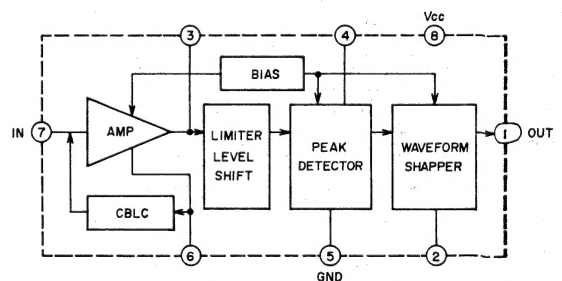 Vcc
3
4
8
BIAS
IN
7
AMP
LIMITER
LEVEL
SHIFT
PEAK
DETECTOR
WAVEFORM
SHAPPER
1
OUT
CBLC
6
5
2
GND